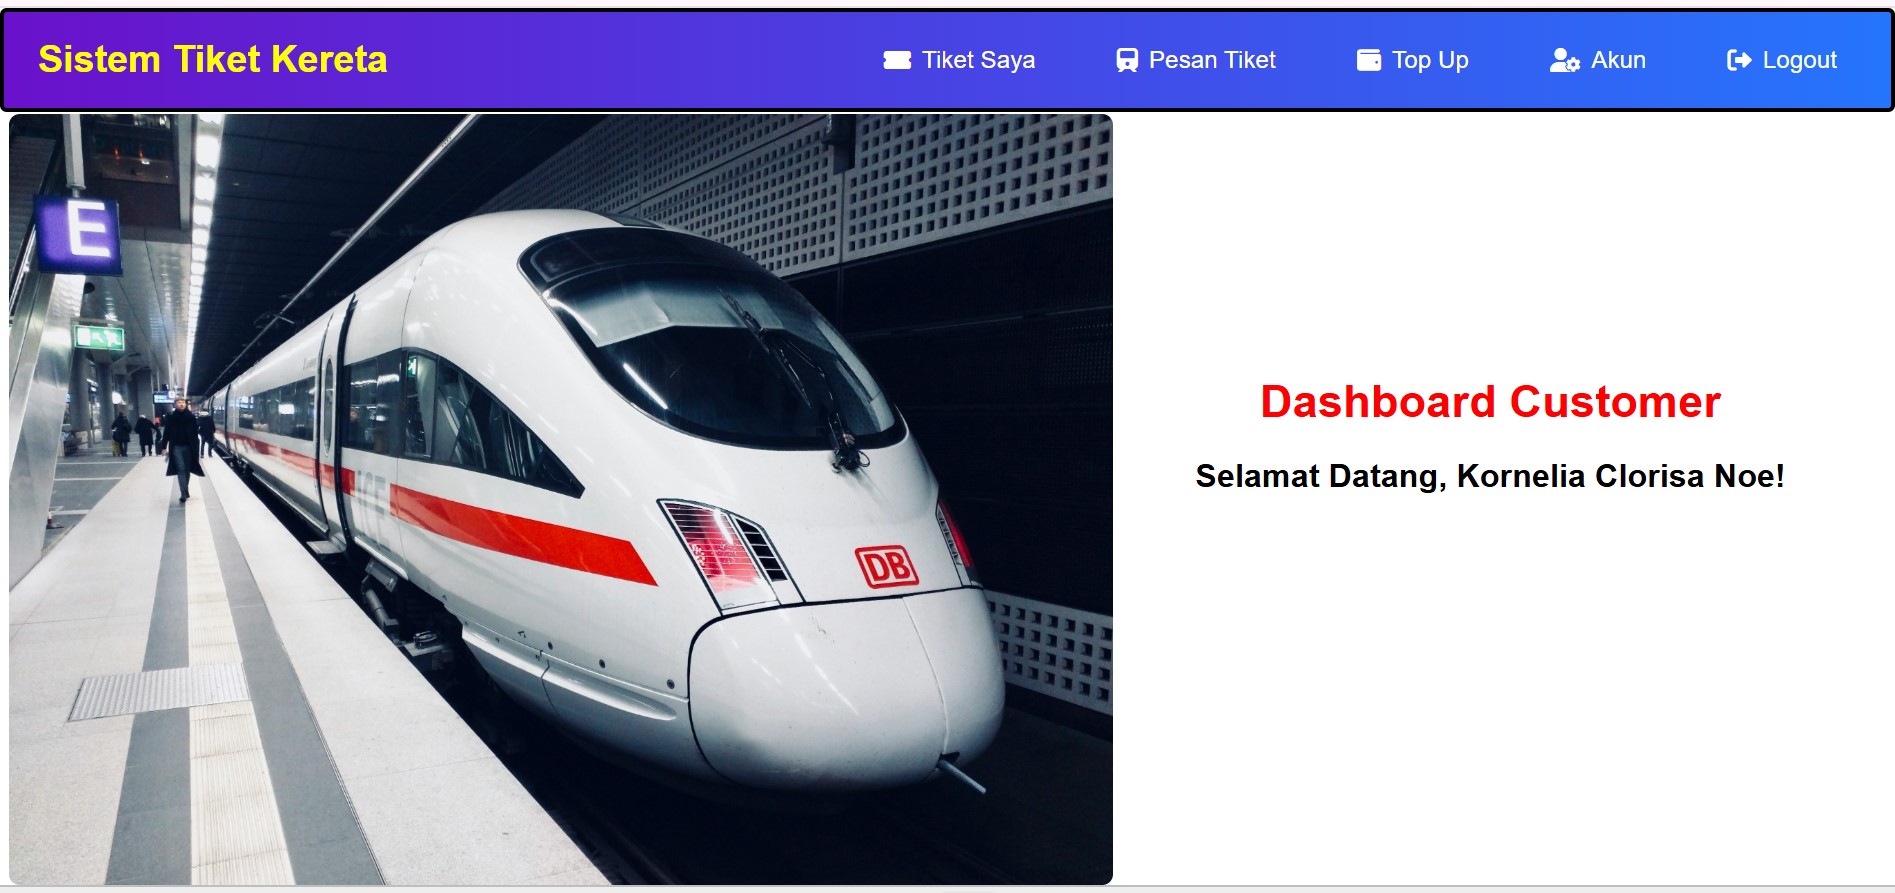 Sistem Tiket Kereta
Tiket Saya
Pesan Tiket
Top Up
Akun
Logout
E
ICE
DB
Dashboard Customer
Selamat Datang, Kornelia Clorisa Noe!